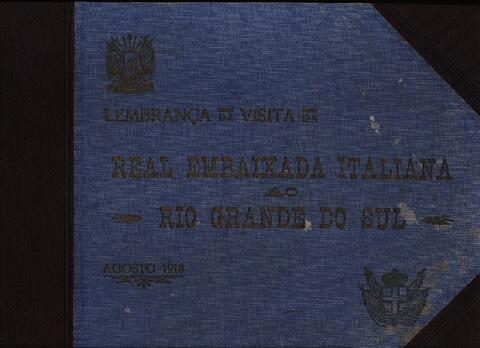 LEMBRANÇA DA VISITA DA
REAL EMBAIXADA ITALIANA
AO
RIO GRANDE DO SUL
AGOSTO 1918